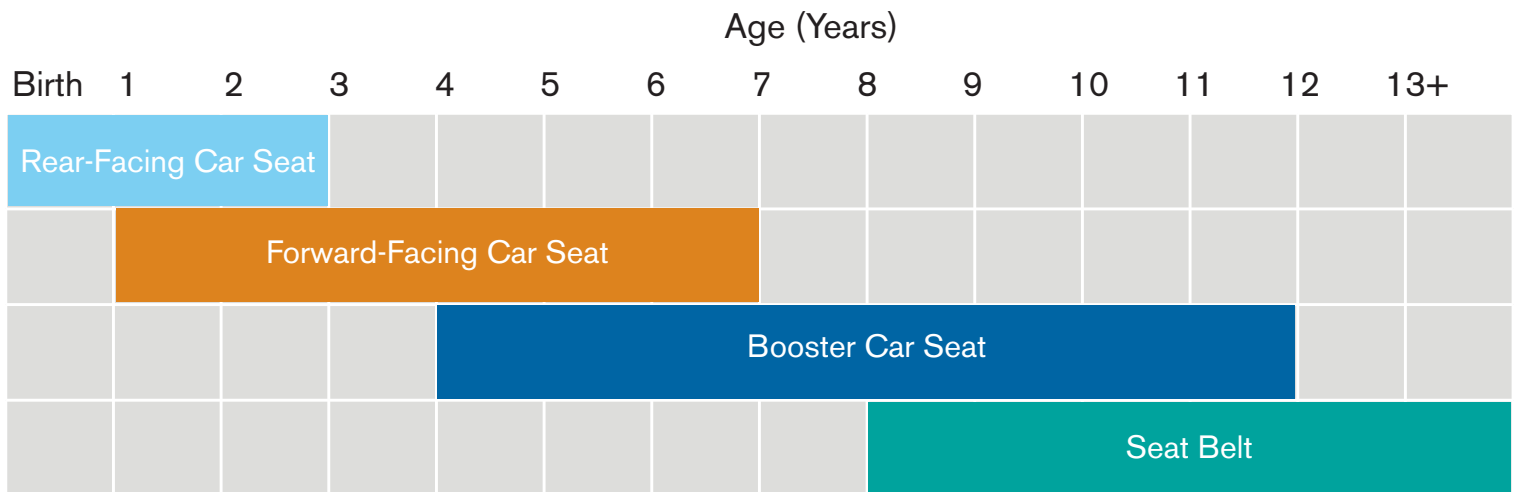 Age (Years)
Birth 1 2 3 4 5 6 7 8 9 10 11 12 13+
Rear-Facing Car Seat
Forward-Facing Car Seat
Booster Car Seat
Seat Belt